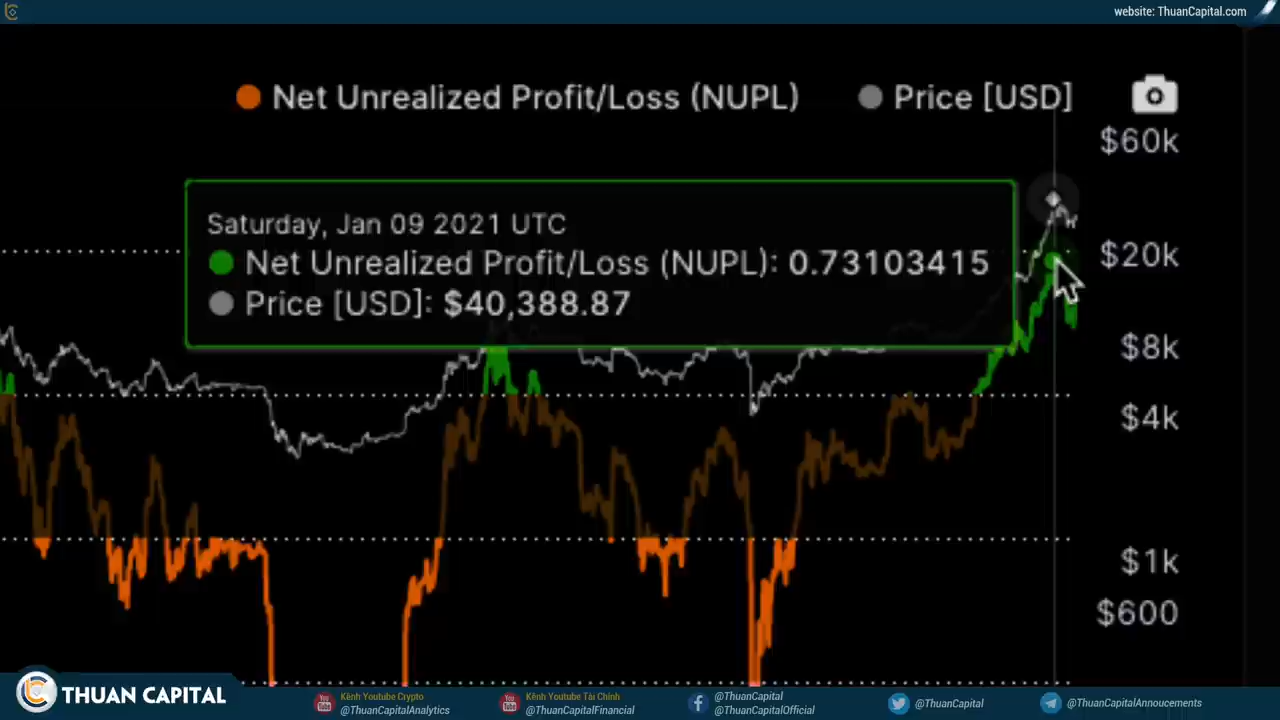 website: ThuanCapital.com
Net Unrealized Profit/Loss (NUPL)
Price [USD]
$60k
Saturday, Jan 09 2021 UTC
Net Unrealized Profit/Loss (NUPL): 0.73103415
Price [USD]: $40,388.87
$20k
$8k
$4k
$1k
$600
THUAN CAPITAL
Kênh Youtube Crypto
@ThuanCapitalAnalytics
Kênh Youtube Tài Chính
@ThuanCapitalFinancial
@ThuanCapital
@ThuanCapitalOfficial
@ThuanCapital
@ThuanCapitalAnnoucements